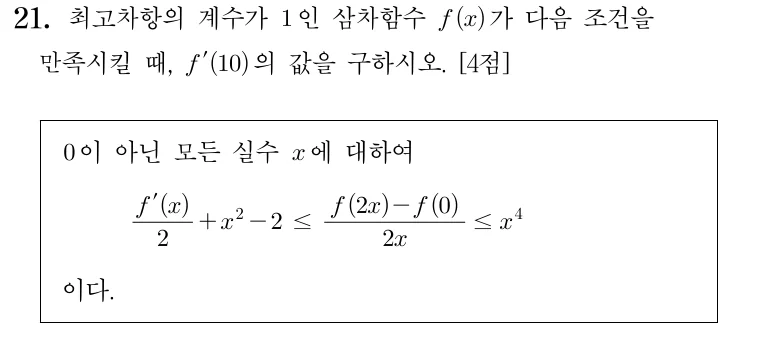 21. 최고차항의 계수가 1인 삼차함수 f(x)가 다음 조건을
만족시킬 때, f′(10)의 값을 구하시오. [4점]
0이 아닌 모든 실수 x에 대하여
f′(x)/2 + x² − 2 ≤ (f(2x) − f(0))/2x ≤ x⁴
이다.